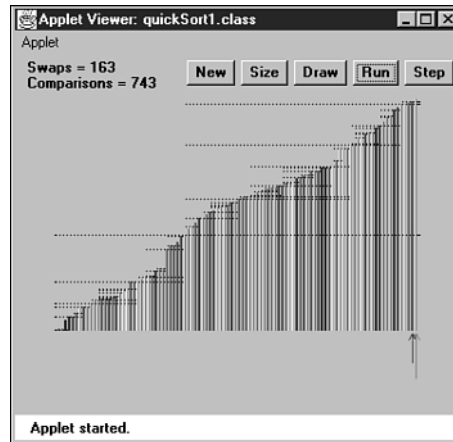 Applet Viewer: quickSort1.class
Applet
Swaps = 163
Comparisons = 743
New Size Draw Run Step
Applet started.